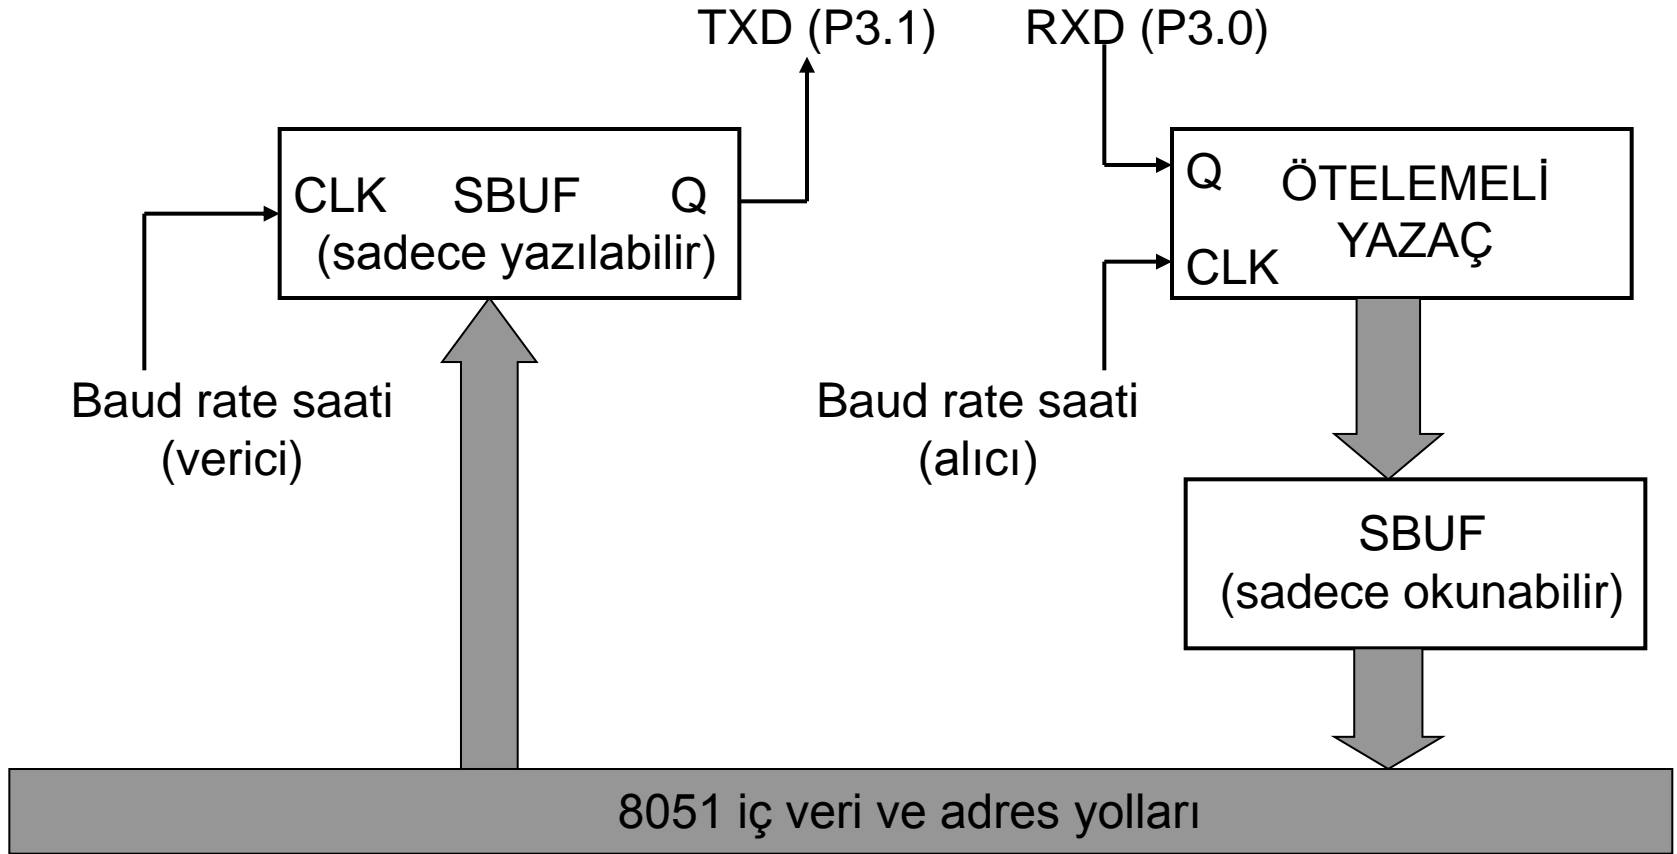 TXD (P3.1)
RXD (P3.0)
CLK SBUF Q
(sadece yazılabilir)
Q ÖTELEMELİ
YAZAÇ
CLK
Baud rate saati
(verici)
Baud rate saati
(alıcı)
SBUF
(sadece okunabilir)
8051 iç veri ve adres yolları